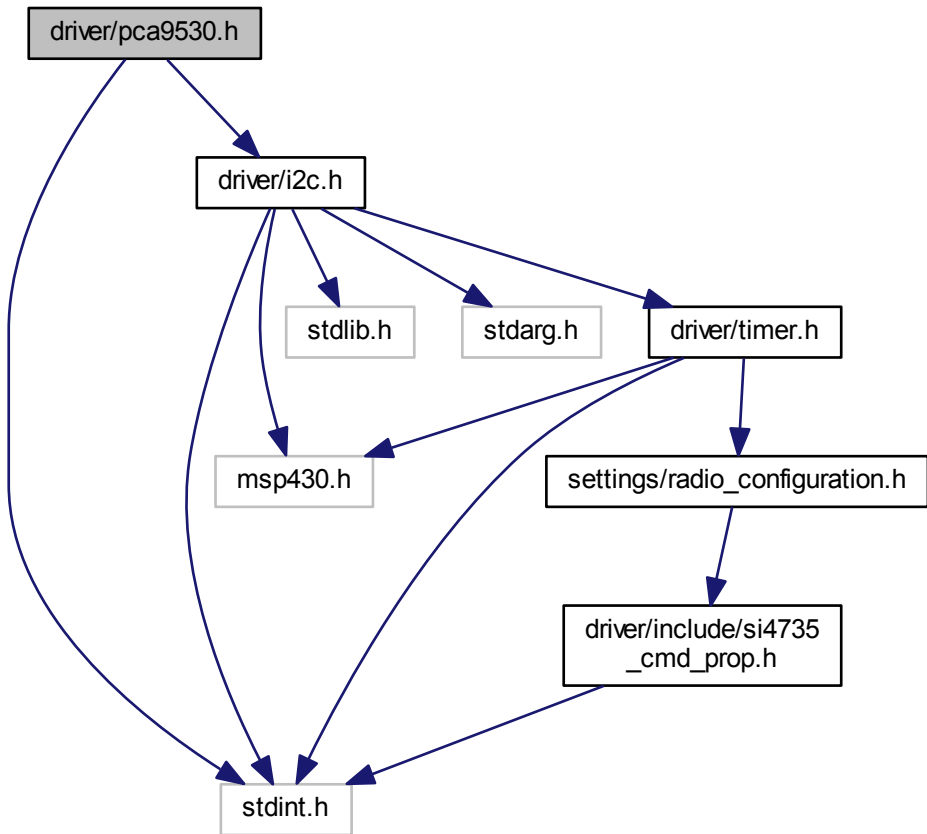 driver/pca9530.h
driver/i2c.h
stdlib.h
stdarg.h
driver/timer.h
msp430.h
settings/radio_configuration.h
driver/include/si4735
_cmd_prop.h
stdint.h